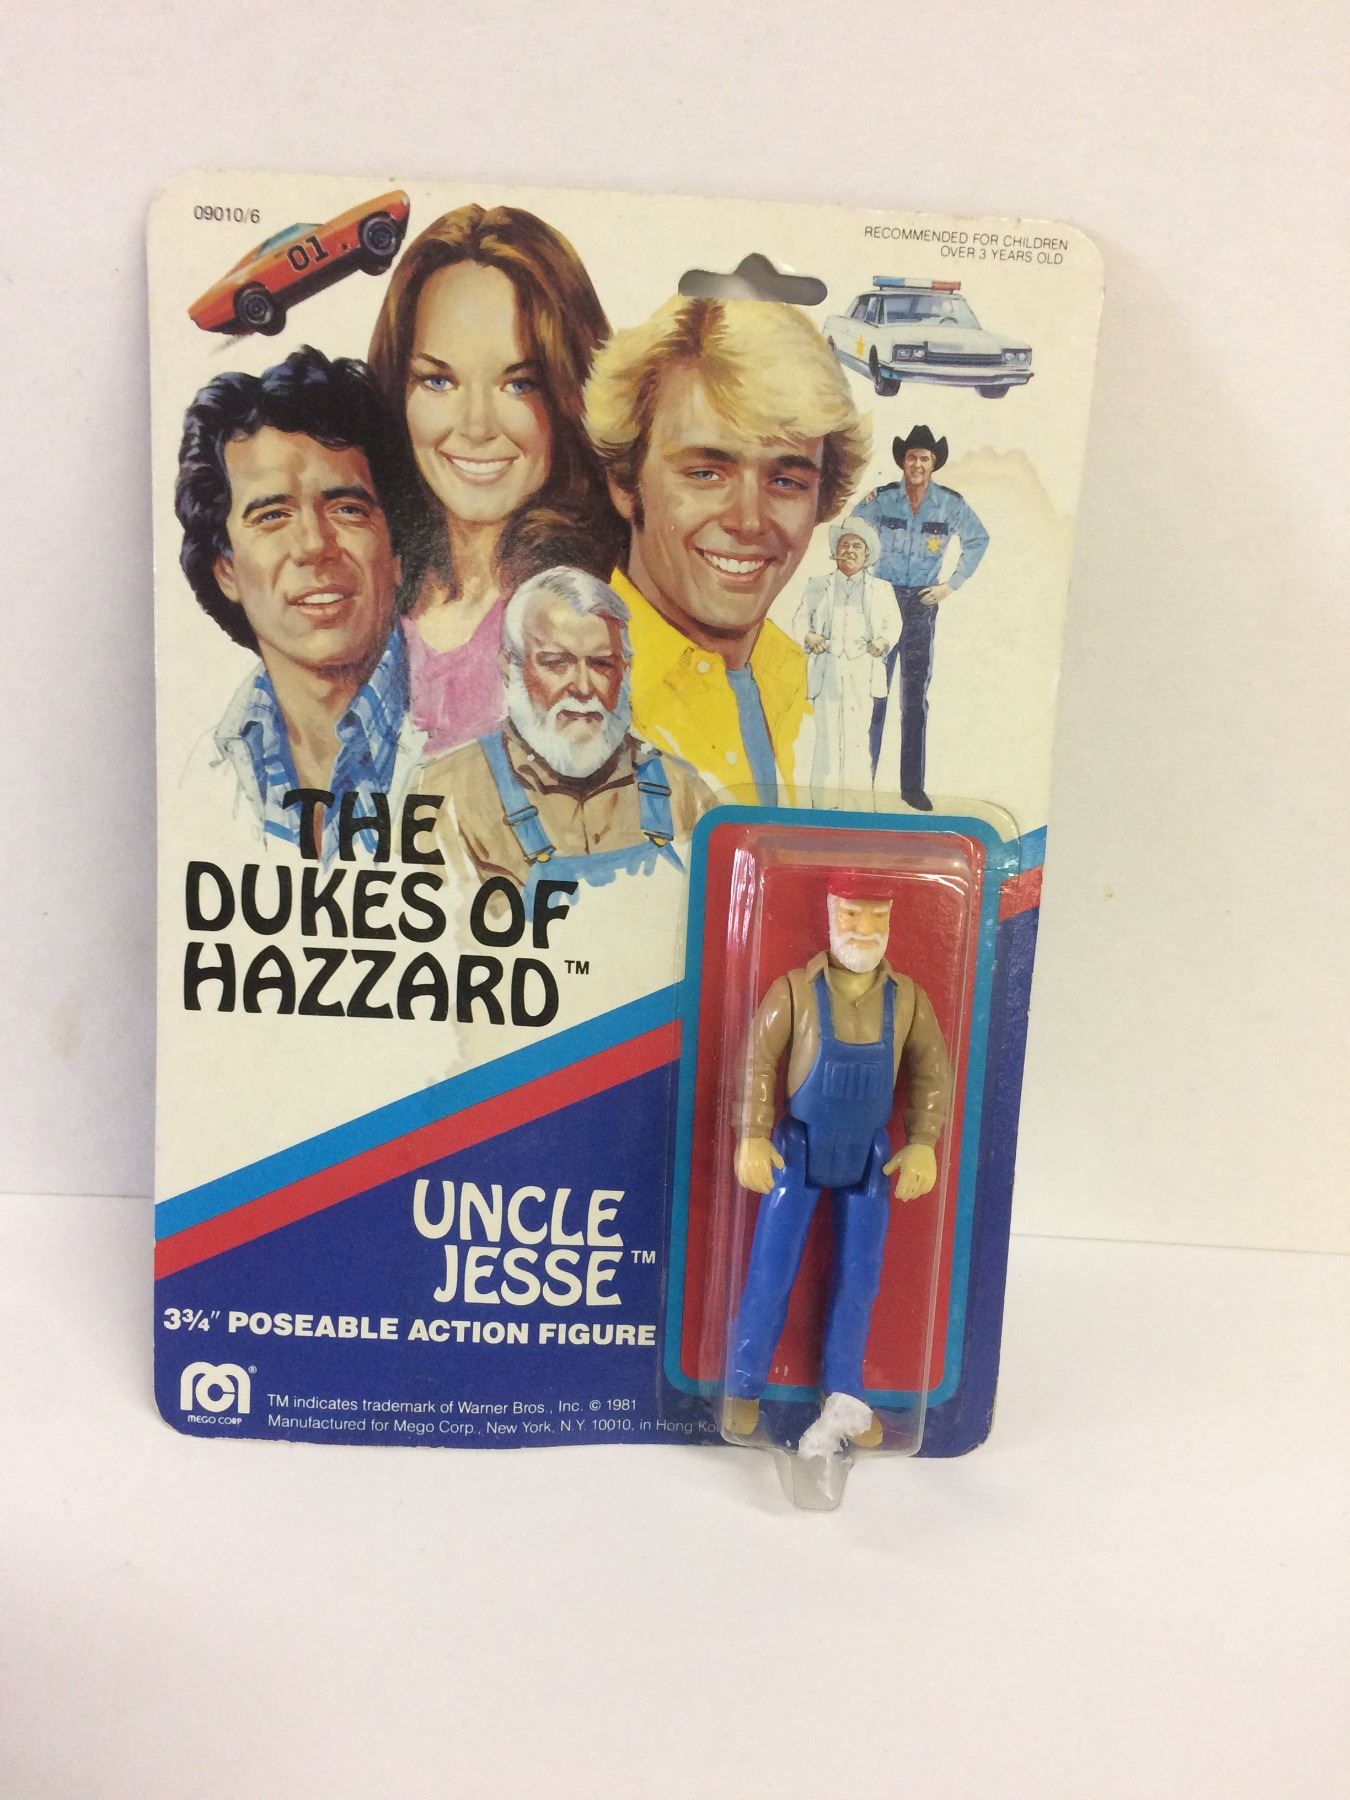 09010/6
RECOMMENDED FOR CHILDREN
OVER 3 YEARS OLD
01
THE
DUKES OF
HAZZARD™
UNCLE
JESSE™
3¾" POSEABLE ACTION FIGURE
MEGO CORP ®
TM indicates trademark of Warner Bros., Inc. © 1981
Manufactured for Mego Corp., New York, N.Y. 10010, in Hong